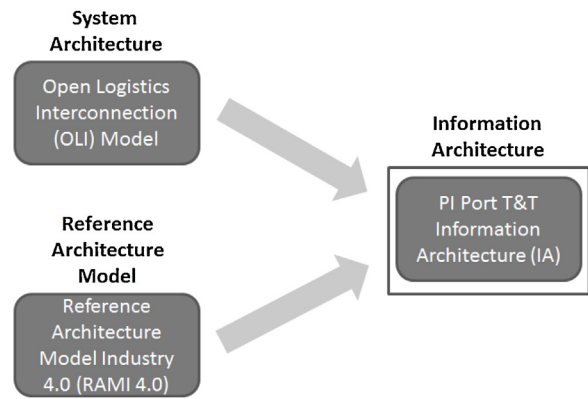 System
Architecture
Open Logistics
Interconnection
(OLI) Model
Information
Architecture
PI Port T&T
Information
Architecture (IA)
Reference
Architecture
Model
Reference
Architecture
Model Industry
4.0 (RAMI 4.0)